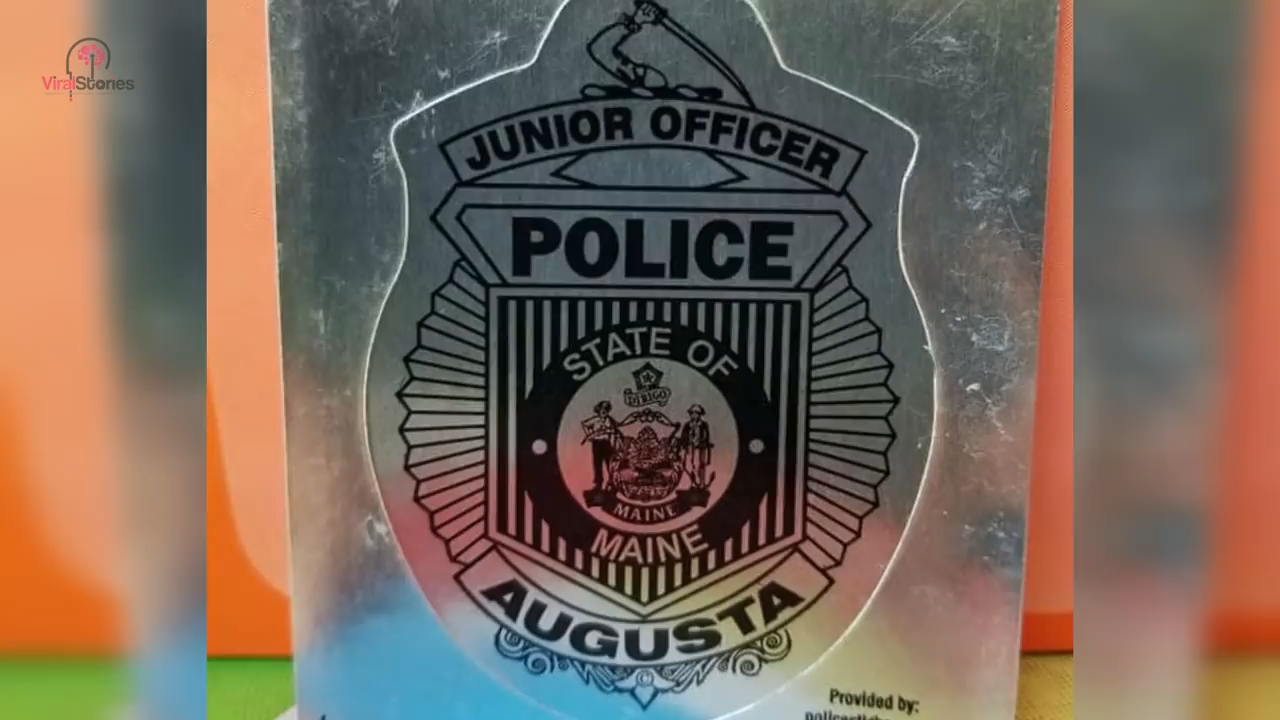 ViralStories
JUNIOR OFFICER
POLICE
STATE OF
DIRIGO
MAINE
MAINE
AUGUSTA
©
Provided by: